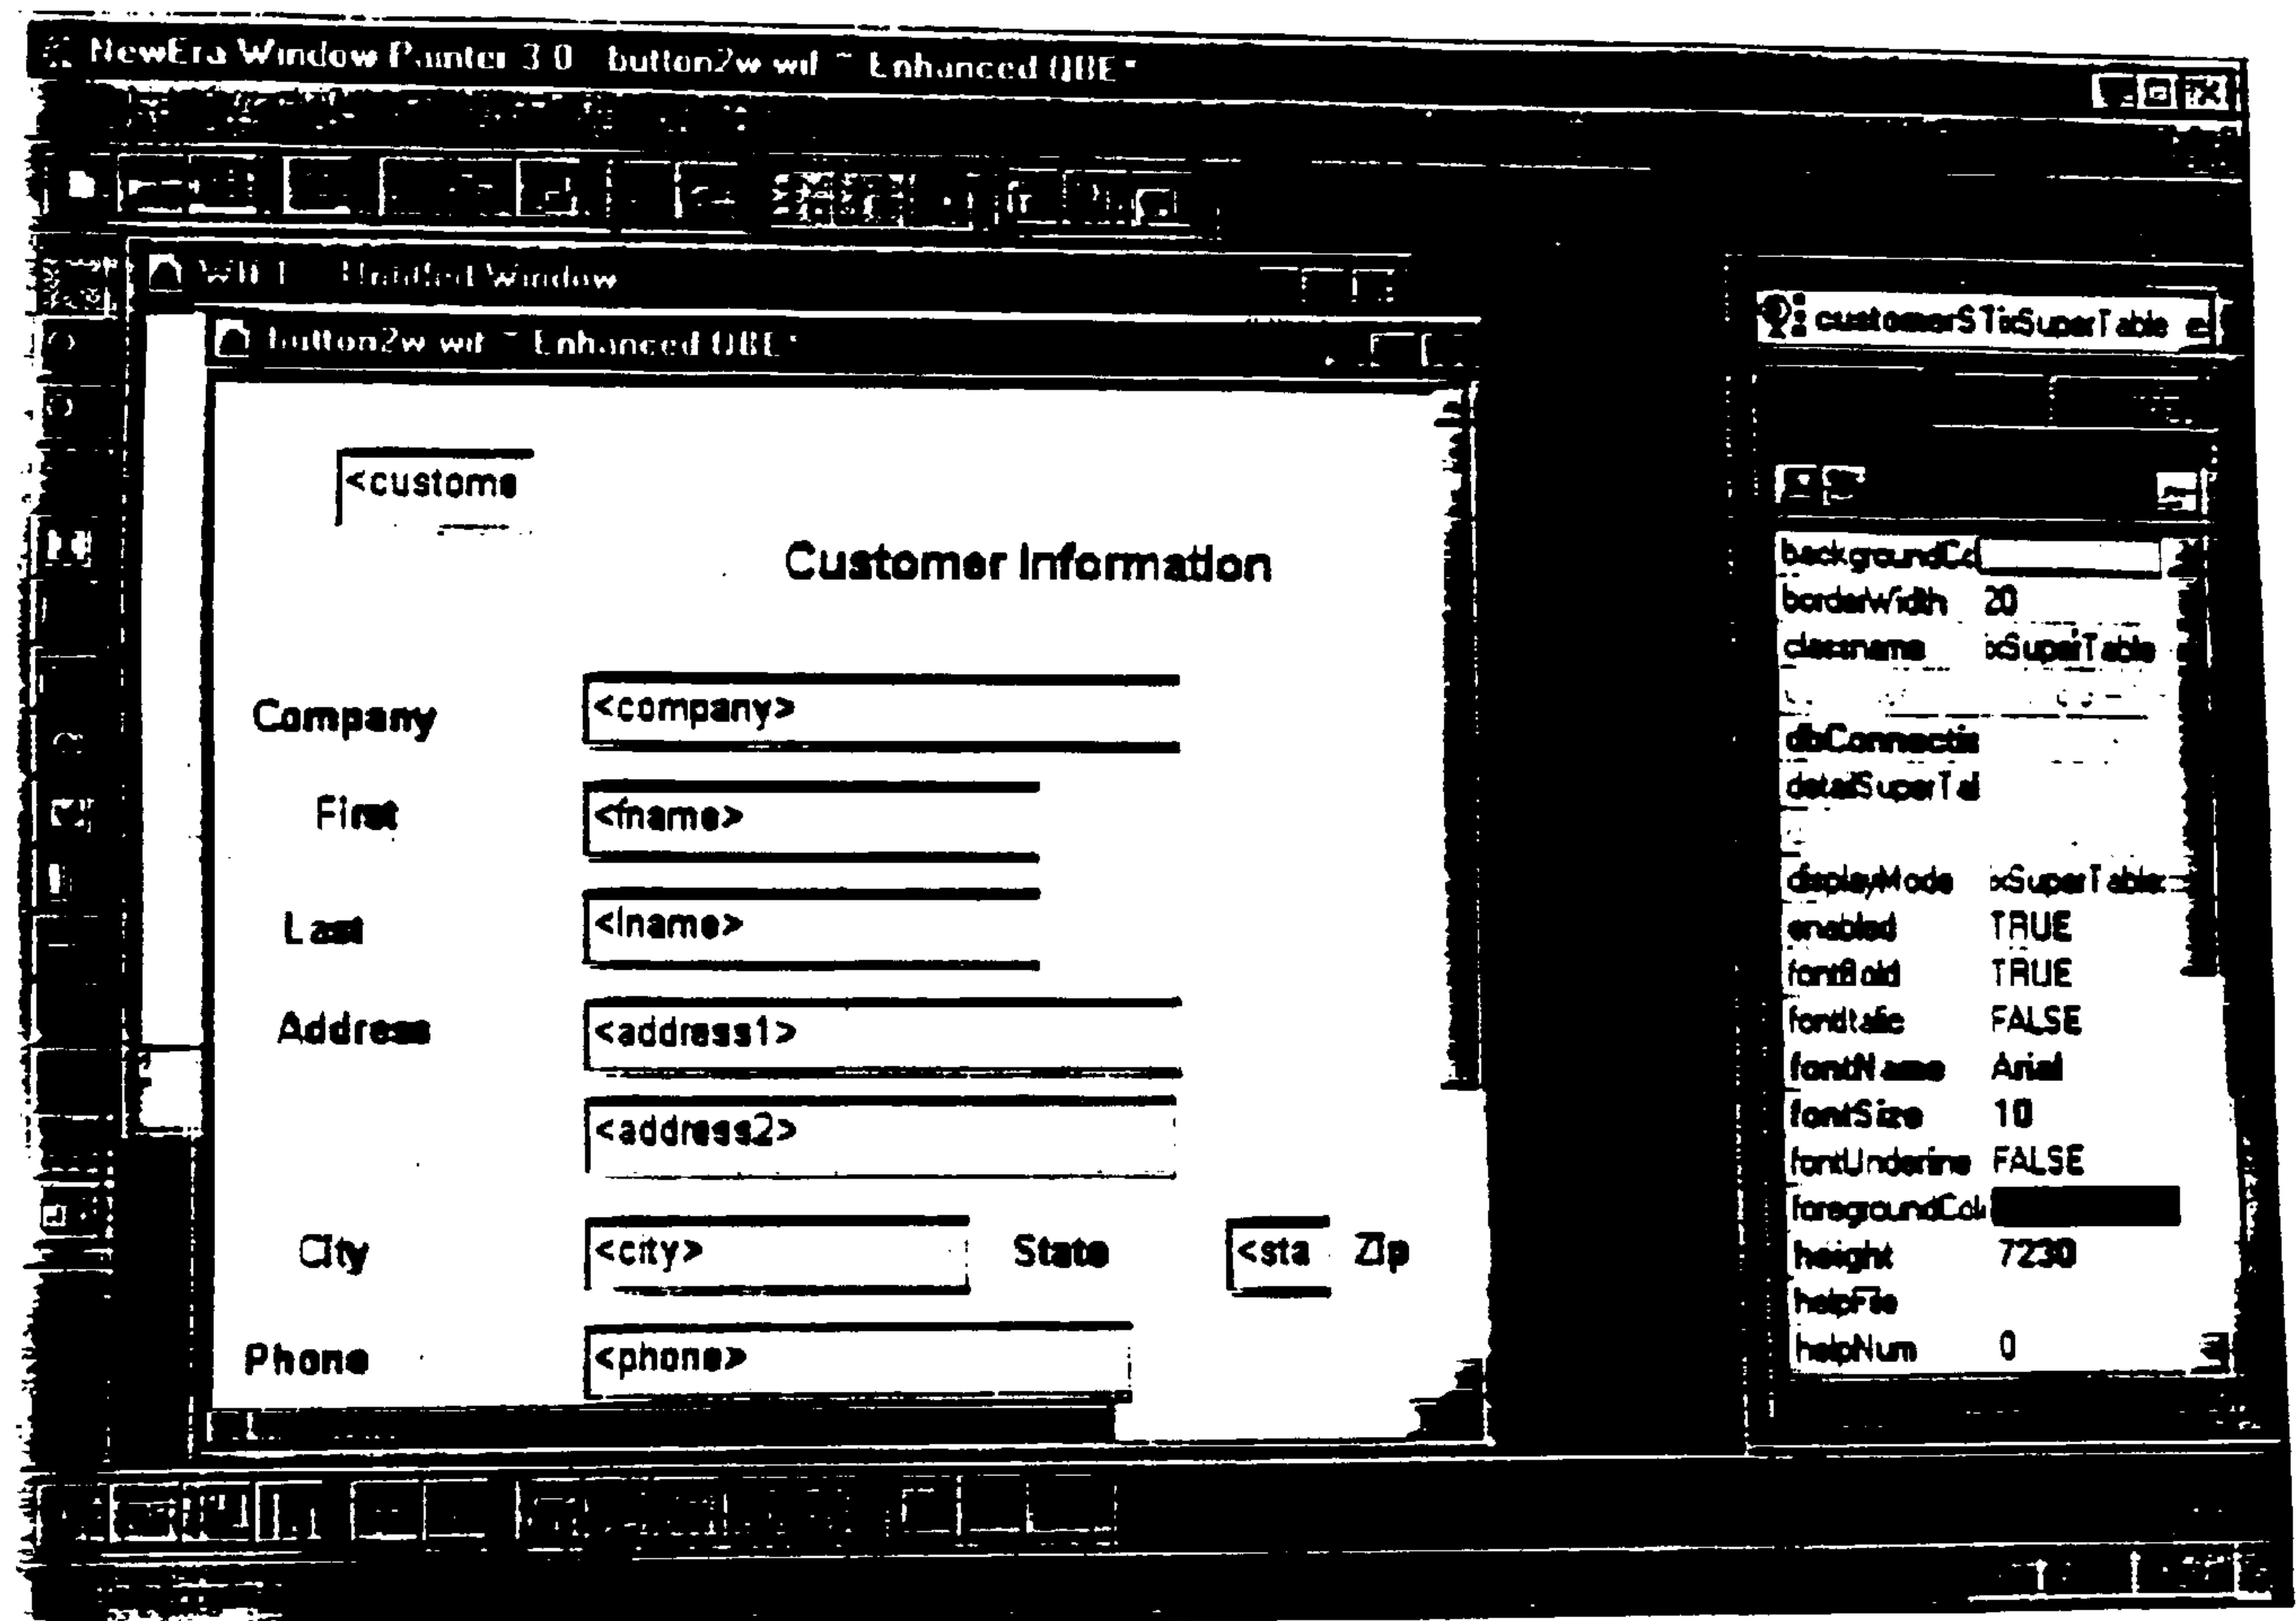 NewEra Window Painter 3.0 button2w.wif ~ Enhanced QBE*
WIF1 Untitled Window
button2w.wif ~ Enhanced QBE*
<custome
Customer Information
Company <company>
First <fname>
Last <lname>
Address <address1>
<address2>
City <city> State <sta Zip
Phone <phone>
customerST ixSuperTable
backgroundCo
borderWidth 20
classname ixSuperTable
dbConnectio
detailSuperTal
displayMode ixSuperTable:
enabled TRUE
fontBold TRUE
fontItalic FALSE
fontName Arial
fontSize 10
fontUnderline FALSE
foregroundCol
height 7230
helpFile
helpNum 0